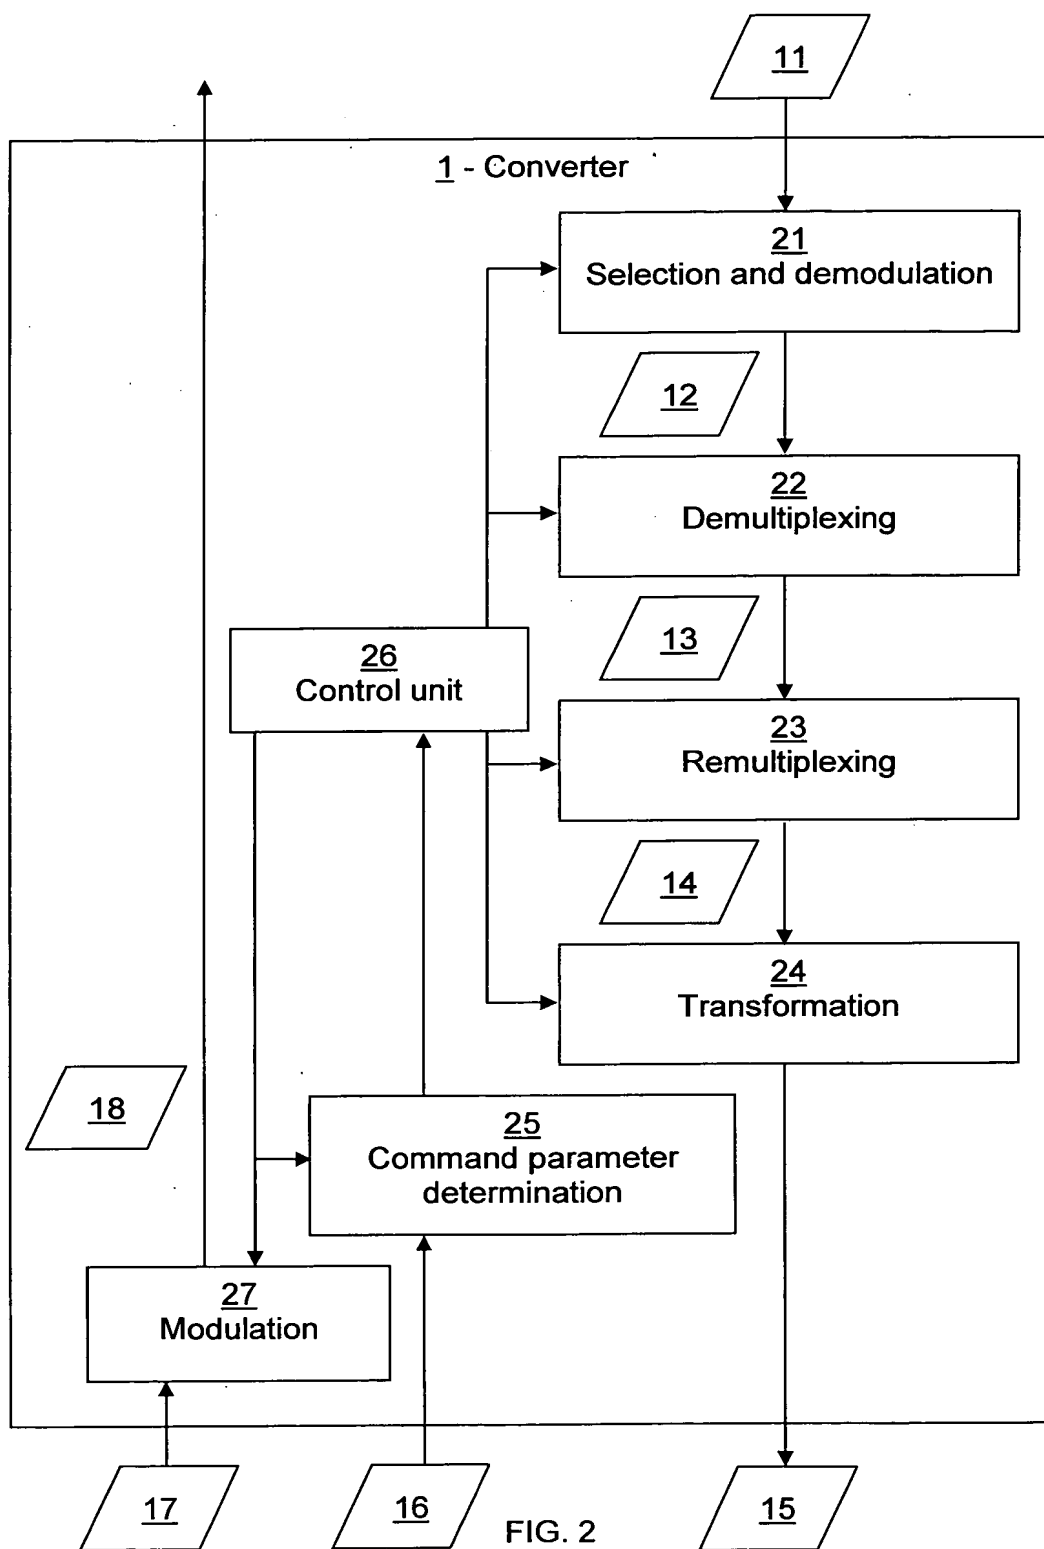 11
1 - Converter
21
Selection and demodulation
12
22
Demultiplexing
13
26
Control unit
23
Remultiplexing
14
24
Transformation
18
25
Command parameter
determination
27
Modulation
17
16
15
FIG. 2